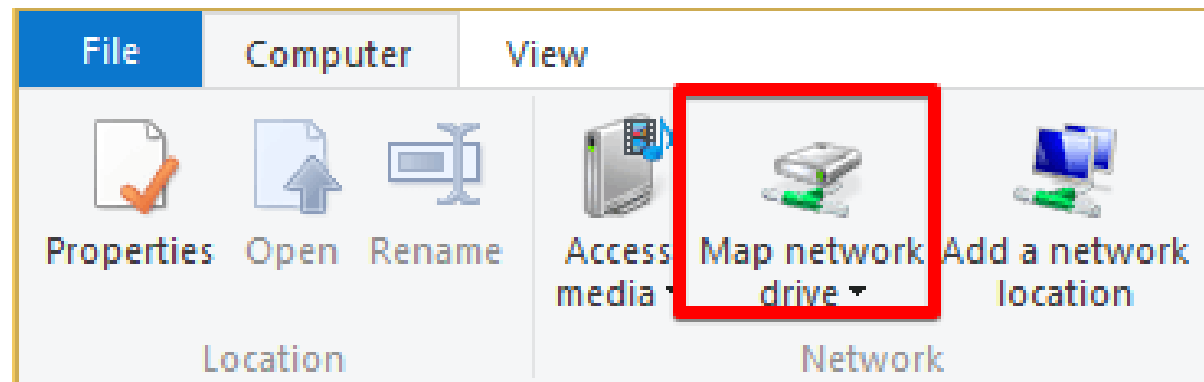 File Computer View
Properties Open Rename Access media Map network drive Add a network location
Location Network